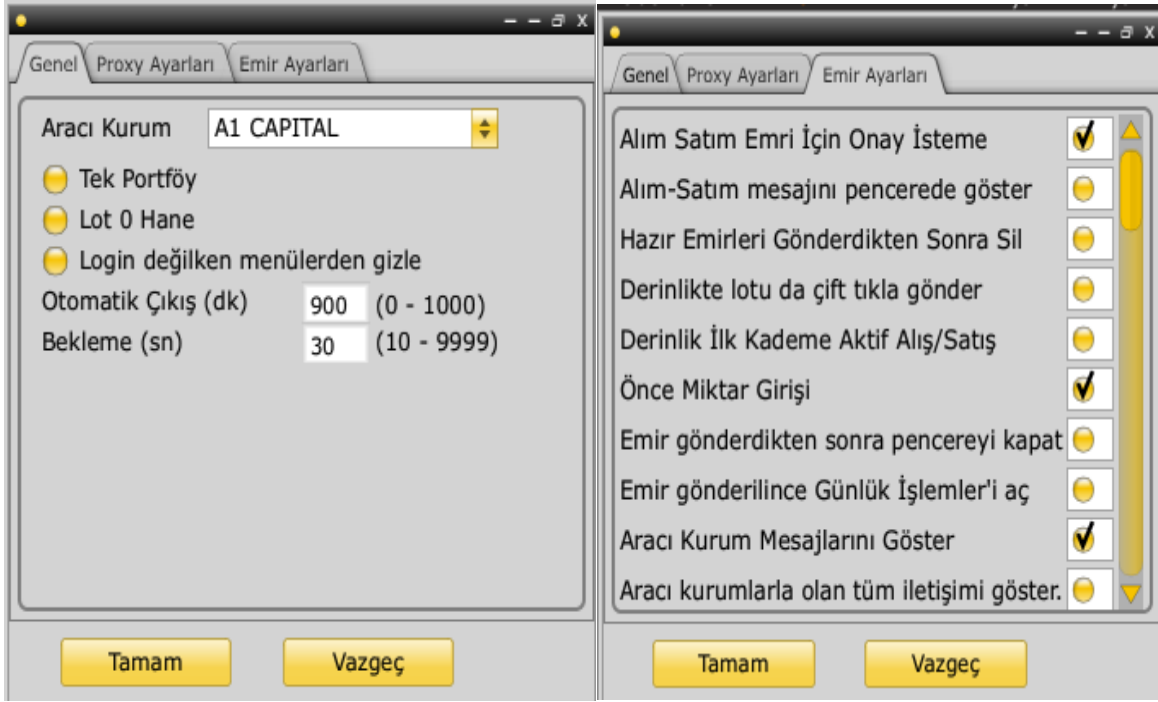 Genel Proxy Ayarları Emir Ayarları
Aracı Kurum A1 CAPITAL
Tek Portföy
Lot 0 Hane
Login değilken menülerden gizle
Otomatik Çıkış (dk) 900 (0 - 1000)
Bekleme (sn) 30 (10 - 9999)
Tamam Vazgeç
Genel Proxy Ayarları Emir Ayarları
Alım Satım Emri İçin Onay İsteme
Alım-Satım mesajını pencerede göster
Hazır Emirleri Gönderdikten Sonra Sil
Derinlikte lotu da çift tıkla gönder
Derinlik İlk Kademe Aktif Alış/Satış
Önce Miktar Girişi
Emir gönderdikten sonra pencereyi kapat
Emir gönderilince Günlük İşlemler'i aç
Aracı Kurum Mesajlarını Göster
Aracı kurumlarla olan tüm iletişimi göster.
Tamam Vazgeç